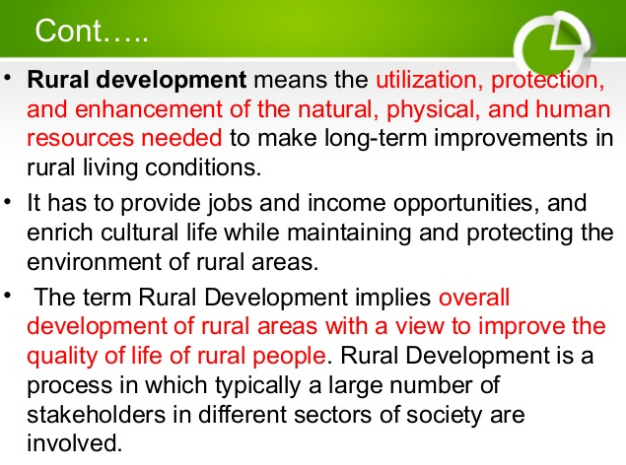 Cont…..
• Rural development means the utilization, protection,
and enhancement of the natural, physical, and human
resources needed to make long-term improvements in
rural living conditions.
• It has to provide jobs and income opportunities, and
enrich cultural life while maintaining and protecting the
environment of rural areas.
• The term Rural Development implies overall
development of rural areas with a view to improve the
quality of life of rural people. Rural Development is a
process in which typically a large number of
stakeholders in different sectors of society are
involved.